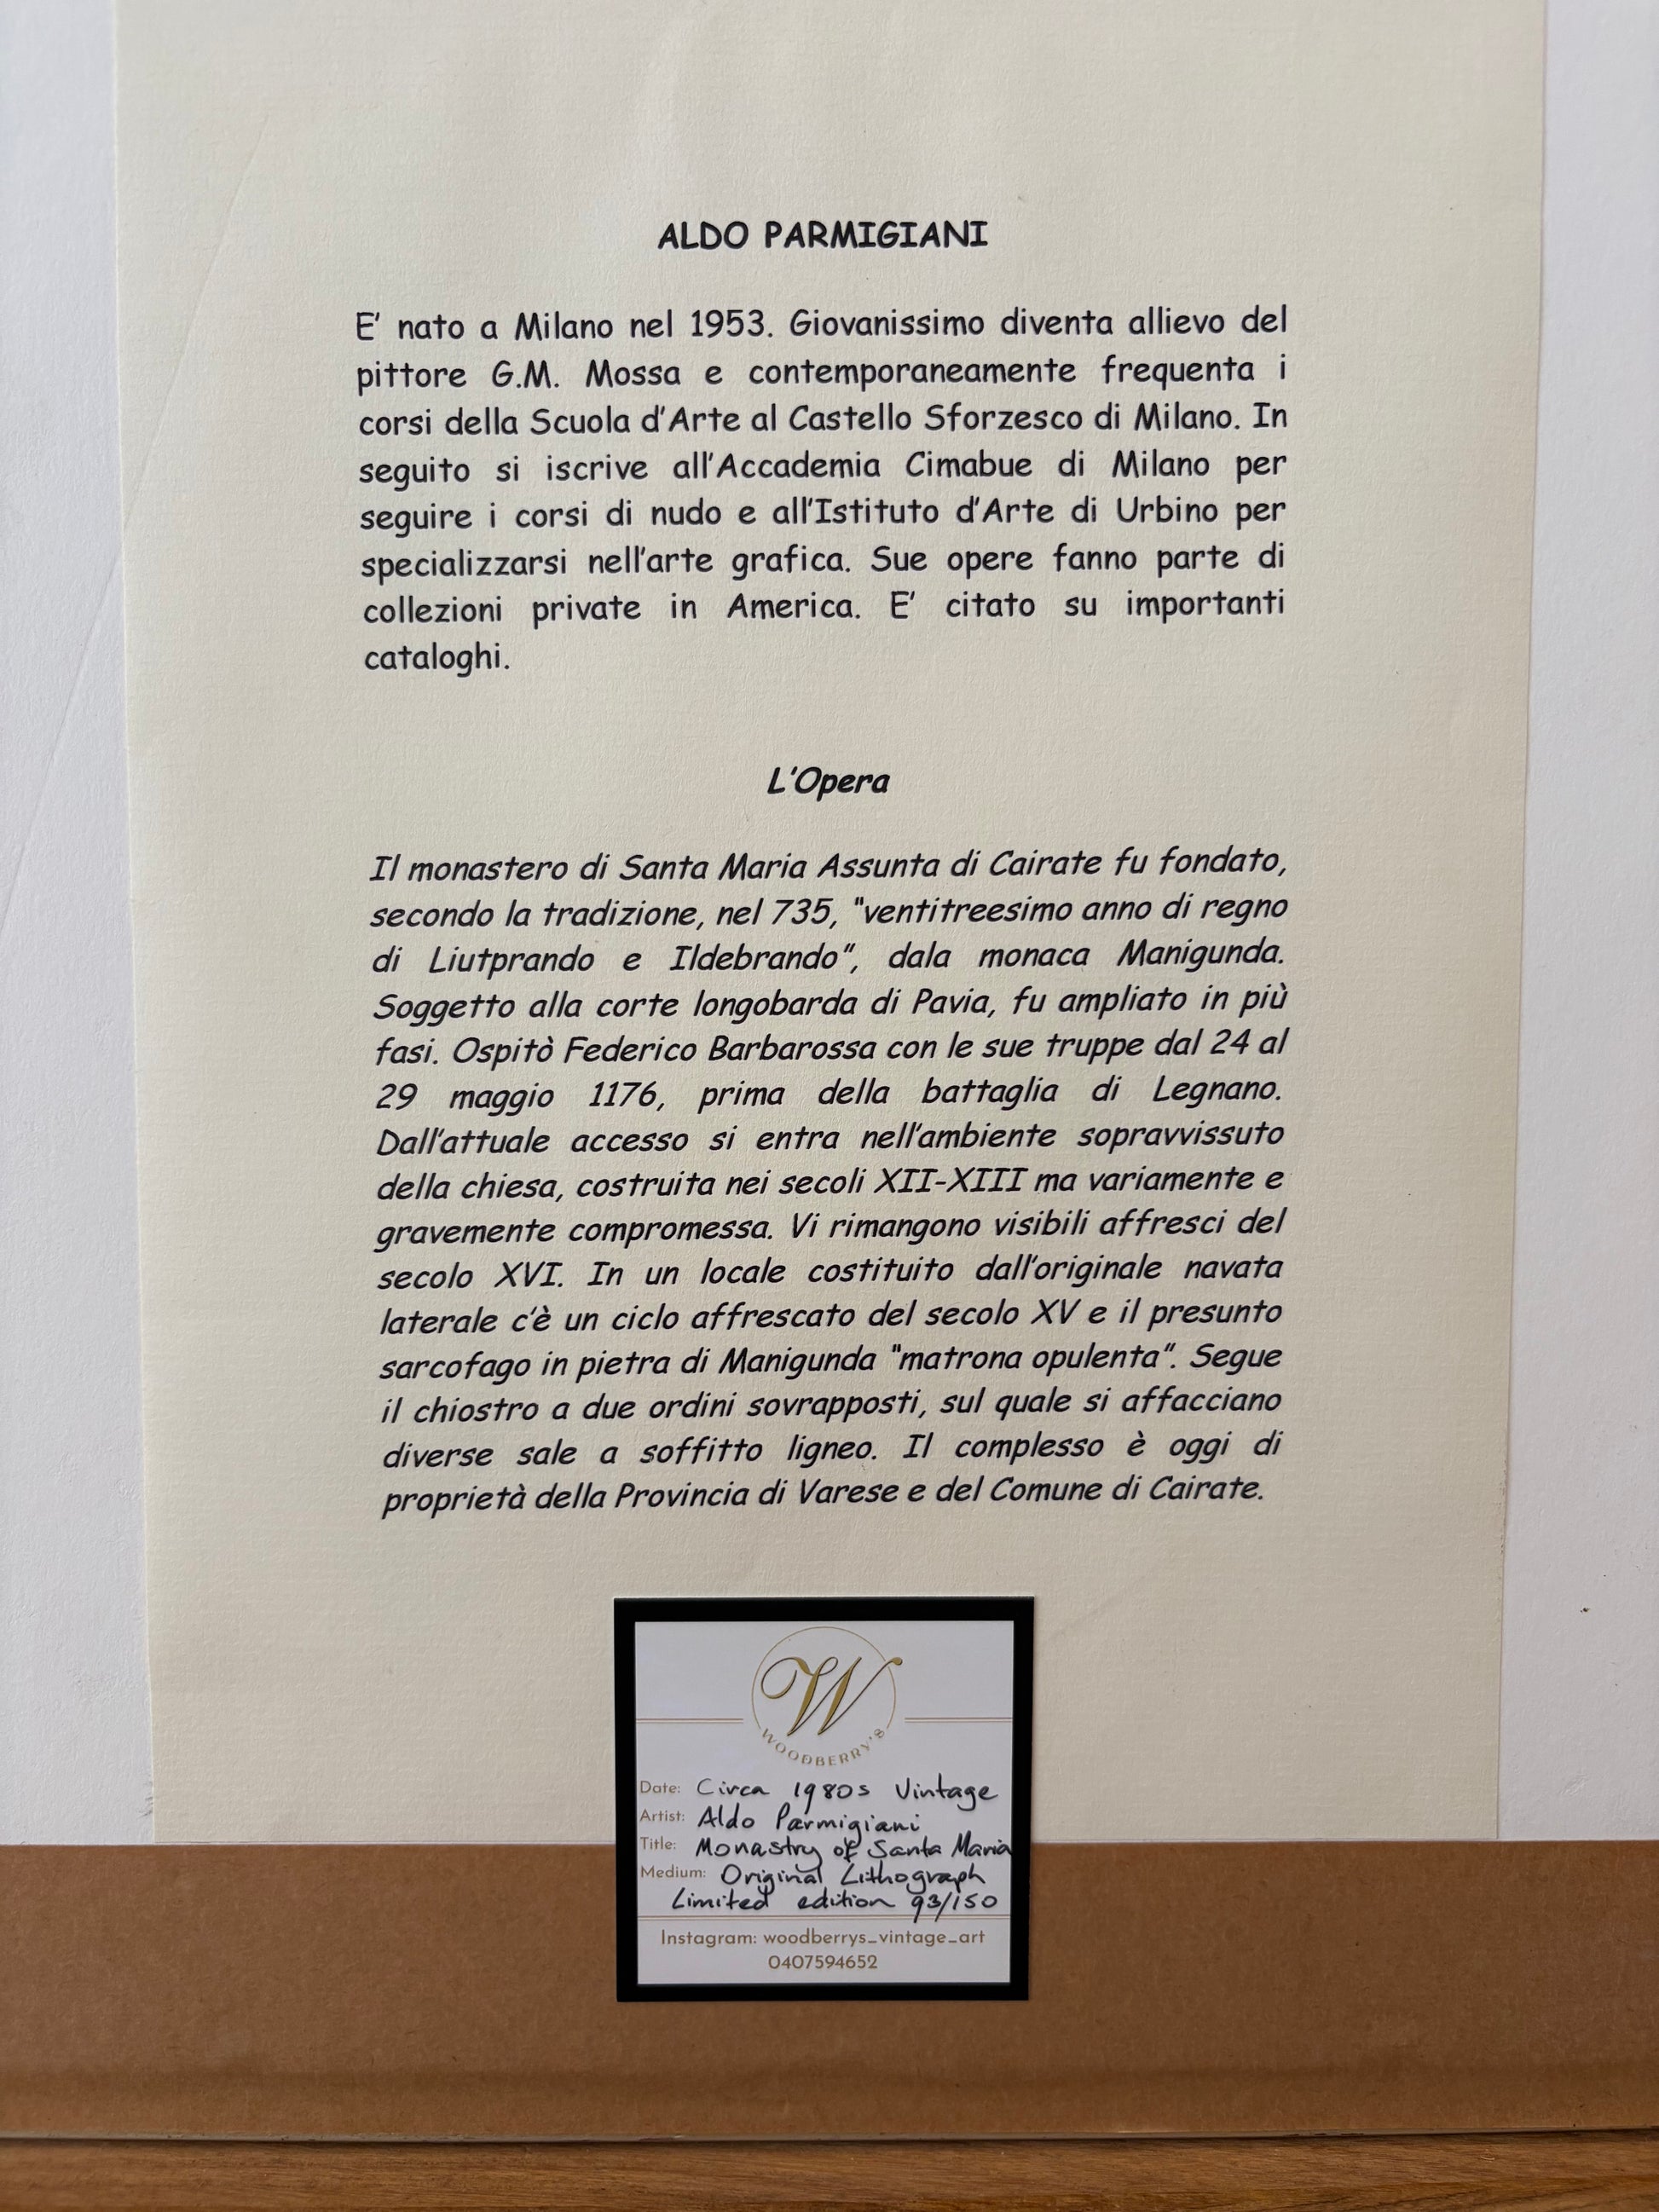 ALDO PARMIGIANI
E' nato a Milano nel 1953. Giovanissimo diventa allievo del
pittore G.M. Mossa e contemporaneamente frequenta i
corsi della Scuola d'Arte al Castello Sforzesco di Milano. In
seguito si iscrive all'Accademia Cimabue di Milano per
seguire i corsi di nudo e all'Istituto d'Arte di Urbino per
specializzarsi nell'arte grafica. Sue opere fanno parte di
collezioni private in America. E' citato su importanti
cataloghi.
L'Opera
Il monastero di Santa Maria Assunta di Cairate fu fondato,
secondo la tradizione, nel 735, "ventitreesimo anno di regno
di Liutprando e Ildebrando", dala monaca Manigunda.
Soggetto alla corte longobarda di Pavia, fu ampliato in più
fasi. Ospitò Federico Barbarossa con le sue truppe dal 24 al
29 maggio 1176, prima della battaglia di Legnano.
Dall'attuale accesso si entra nell'ambiente sopravvissuto
della chiesa, costruita nei secoli XII-XIII ma variamente e
gravemente compromessa. Vi rimangono visibili affresci del
secolo XVI. In un locale costituito dall'originale navata
laterale c'è un ciclo affrescato del secolo XV e il presunto
sarcofago in pietra di Manigunda "matrona opulenta". Segue
il chiostro a due ordini sovrapposti, sul quale si affacciano
diverse sale a soffitto ligneo. Il complesso è oggi di
proprietà della Provincia di Varese e del Comune di Cairate.
W
WOODBERRY'S
Date: Circa 1980s Vintage
Artist: Aldo Parmigiani
Title: Monastry of Santa Maria
Medium: Original Lithograph
Limited edition 93/150
Instagram: woodberrys_vintage_art
0407594652